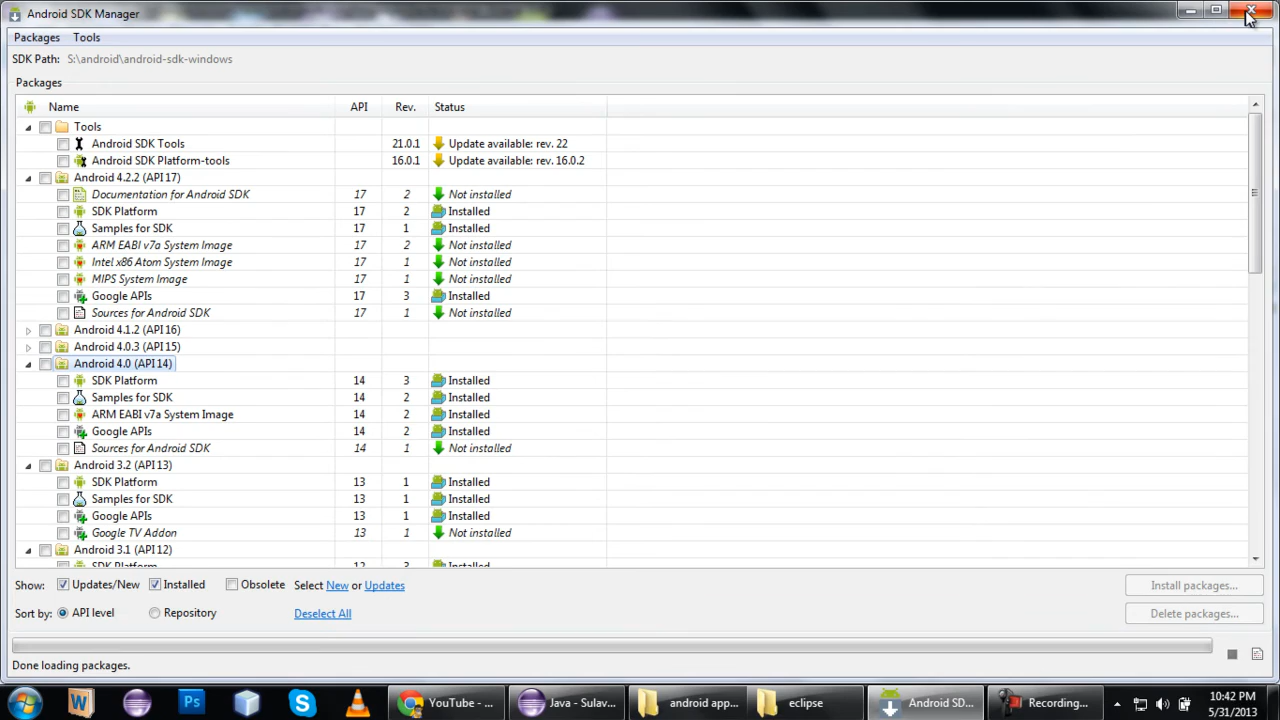 Android SDK Manager
Packages Tools
SDK Path: S:\android\android-sdk-windows
Packages
Name API Rev. Status
Tools
Android SDK Tools 21.0.1 Update available: rev. 22
Android SDK Platform-tools 16.0.1 Update available: rev. 16.0.2
Android 4.2.2 (API 17)
Documentation for Android SDK 17 2 Not installed
SDK Platform 17 2 Installed
Samples for SDK 17 1 Installed
ARM EABI v7a System Image 17 2 Not installed
Intel x86 Atom System Image 17 1 Not installed
MIPS System Image 17 1 Not installed
Google APIs 17 3 Installed
Sources for Android SDK 17 1 Not installed
Android 4.1.2 (API 16)
Android 4.0.3 (API 15)
Android 4.0 (API 14)
SDK Platform 14 3 Installed
Samples for SDK 14 2 Installed
ARM EABI v7a System Image 14 2 Installed
Google APIs 14 2 Installed
Sources for Android SDK 14 1 Not installed
Android 3.2 (API 13)
SDK Platform 13 1 Installed
Samples for SDK 13 1 Installed
Google APIs 13 1 Installed
Google TV Addon 13 1 Not installed
Android 3.1 (API 12)
SDK Platform 12 3 Installed
Show: Updates/New Installed Obsolete Select New or Updates Install packages...
Sort by: API level Repository Deselect All Delete packages...
Done loading packages.
YouTube - ... Java - Sulav... android app... eclipse Android SD... Recording... 10:42 PM
5/31/2013